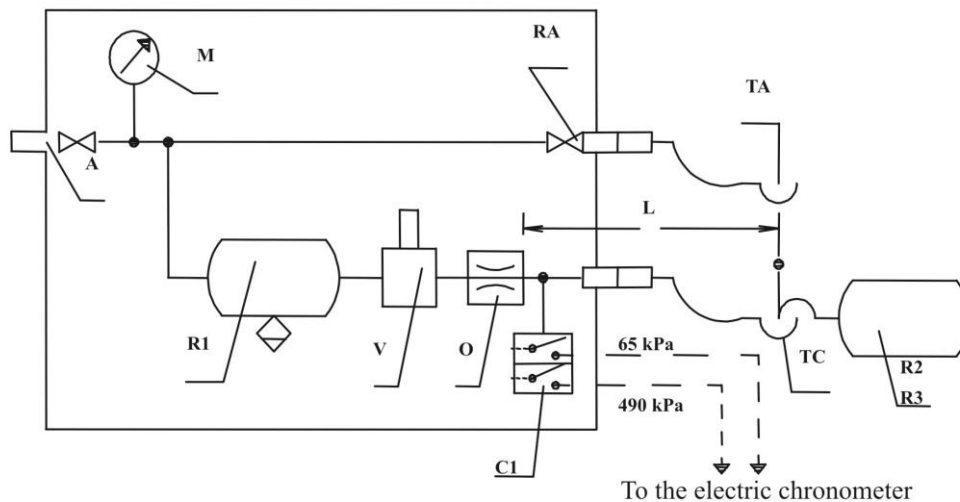 M
RA
TA
A
L
R1
V
O
65 kPa
TC
R2
R3
490 kPa
C1
To the electric chronometer